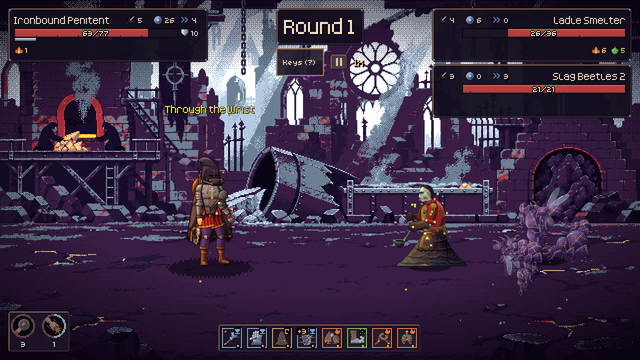 Ironbound Penitent 5 26 4
63/77
10
1
Round 1
Keys (?)
4 6 0 Ladle Smelter
26/36
6 5
3 0 9 Slag Beetles 2
21/21
Through the Wrist
3 1
+3